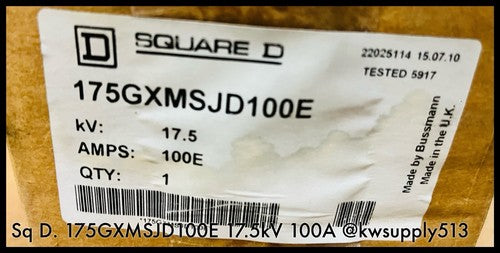 D SQUARE D
22025114 15.07.10
TESTED 5917
175GXMSJD100E
kV: 17.5
AMPS: 100E
QTY: 1
Made by Bussmann
Made in the U.K.
Sq D. 175GXMSJD100E 17.5kV 100A @kwsupply513